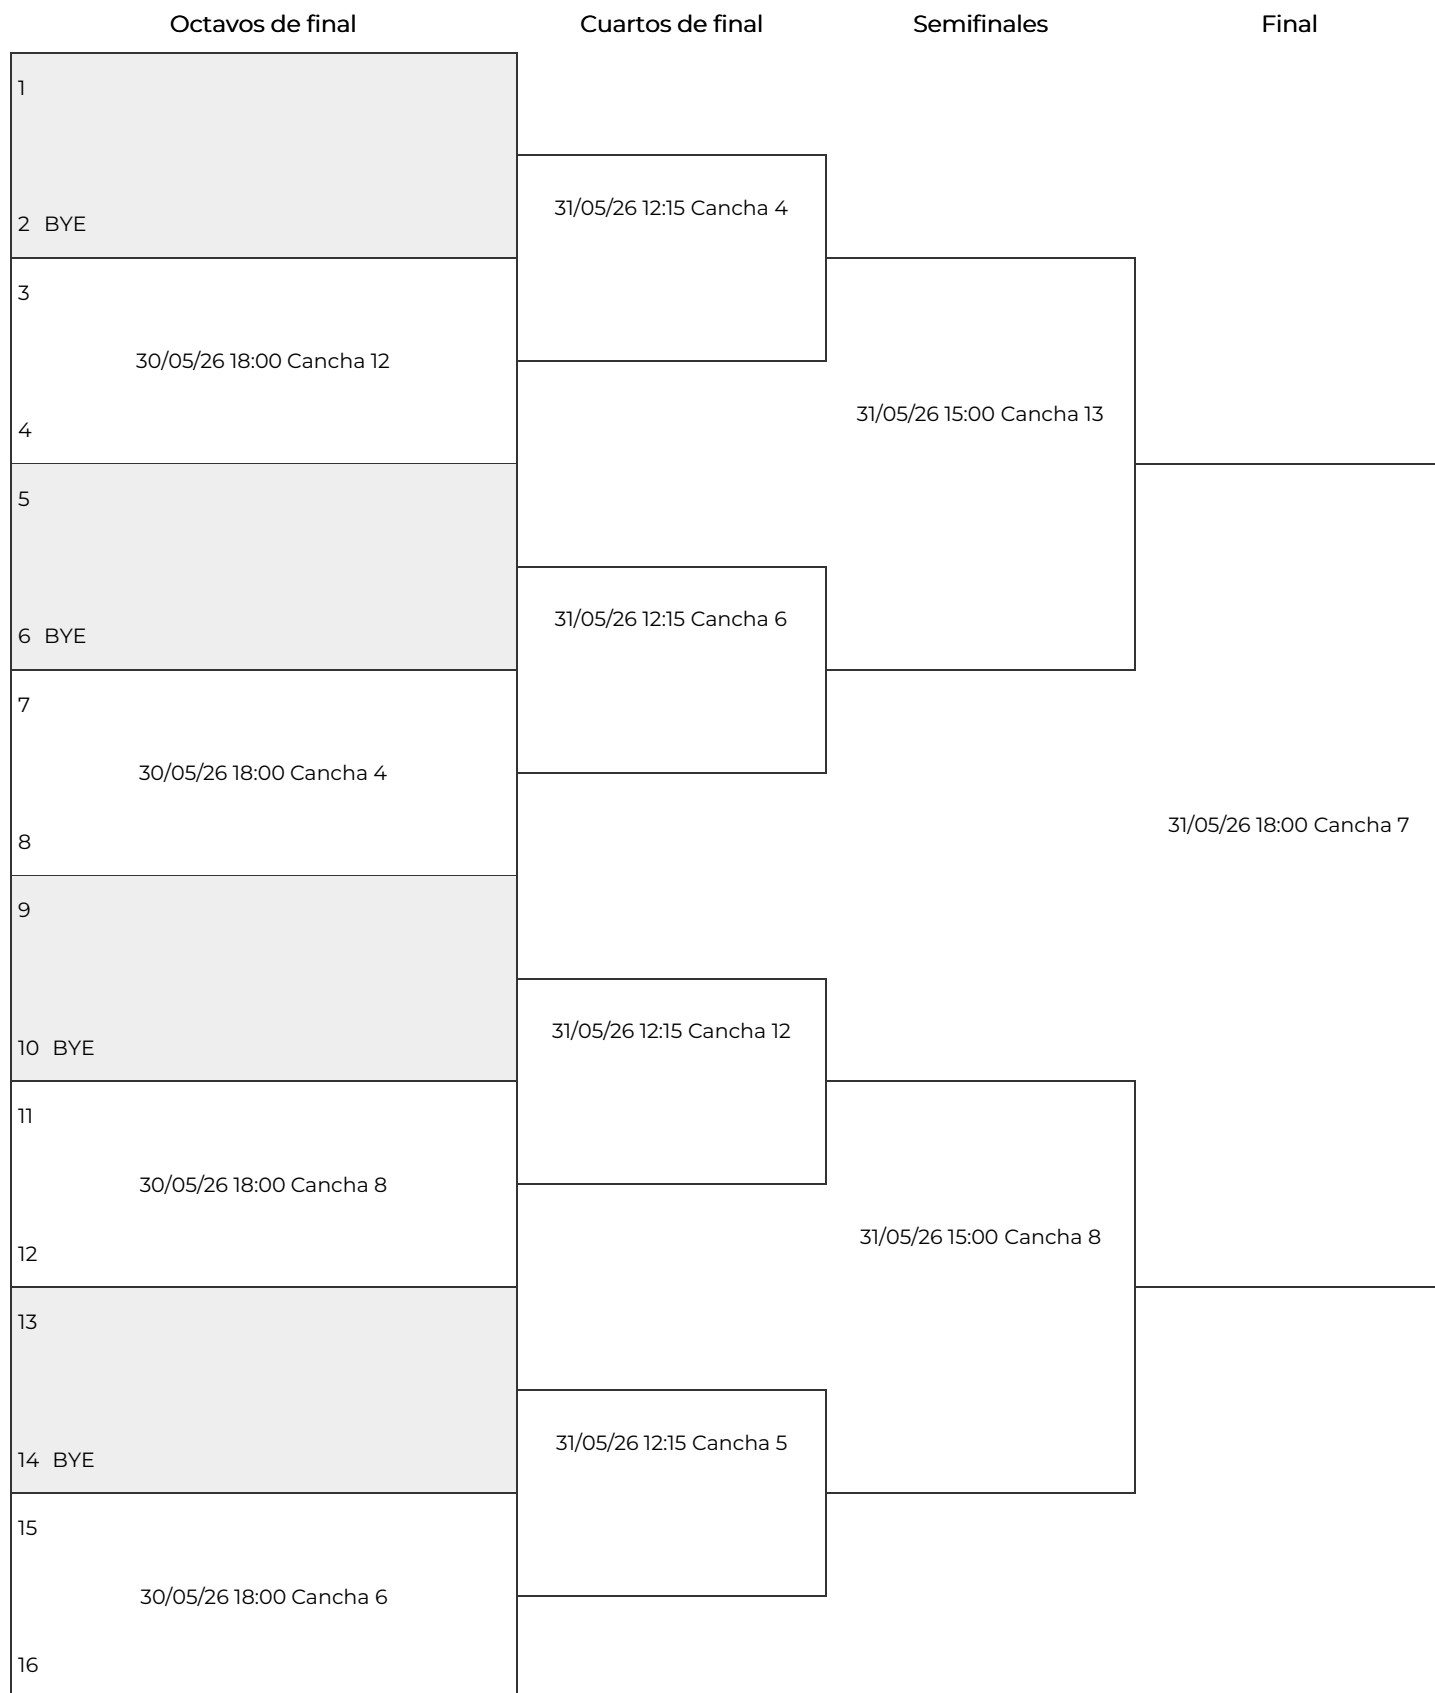 Octavos de final
Cuartos de final
Semifinales
Final
1
2 BYE
3
30/05/26 18:00 Cancha 12
4
5
6 BYE
7
30/05/26 18:00 Cancha 4
8
9
10 BYE
11
30/05/26 18:00 Cancha 8
12
13
14 BYE
15
30/05/26 18:00 Cancha 6
16
31/05/26 12:15 Cancha 4
31/05/26 12:15 Cancha 6
31/05/26 12:15 Cancha 12
31/05/26 12:15 Cancha 5
31/05/26 15:00 Cancha 13
31/05/26 15:00 Cancha 8
31/05/26 18:00 Cancha 7